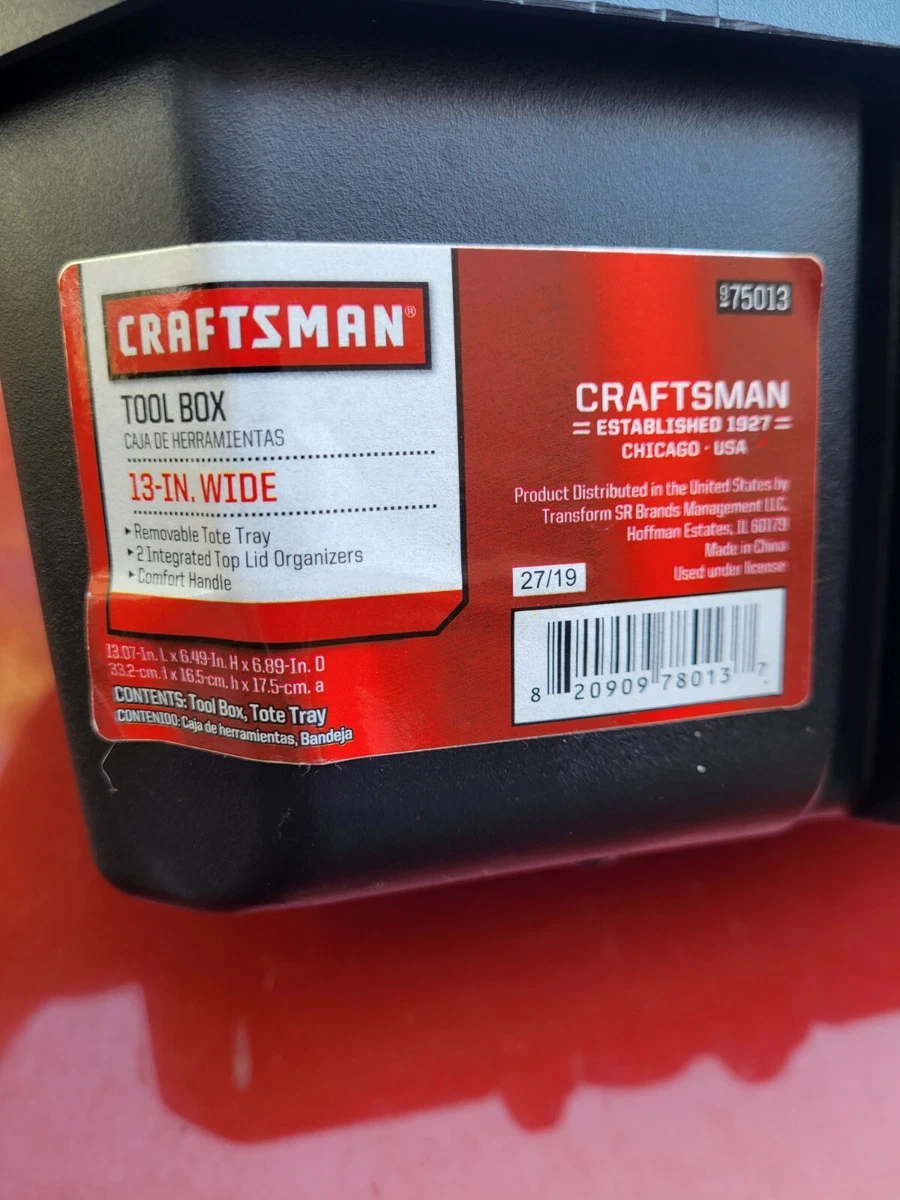 CRAFTSMAN®
TOOL BOX
CAJA DE HERRAMIENTAS
13-IN. WIDE
▸Removable Tote Tray
▸2 Integrated Top Lid Organizers
▸Comfort Handle
13.07-In. L x 6.49-In. H x 6.89-In. D
33.2-cm. l x 16.5-cm. h x 17.5-cm. a
CONTENTS: Tool Box, Tote Tray
CONTENIDO: Caja de herramientas, Bandeja
975013
CRAFTSMAN
ESTABLISHED 1927
CHICAGO · USA
Product Distributed in the United States by
Transform SR Brands Management LLC.
Hoffman Estates, IL 60179
Made in China
Used under license
27/19
8 20909 78013 7